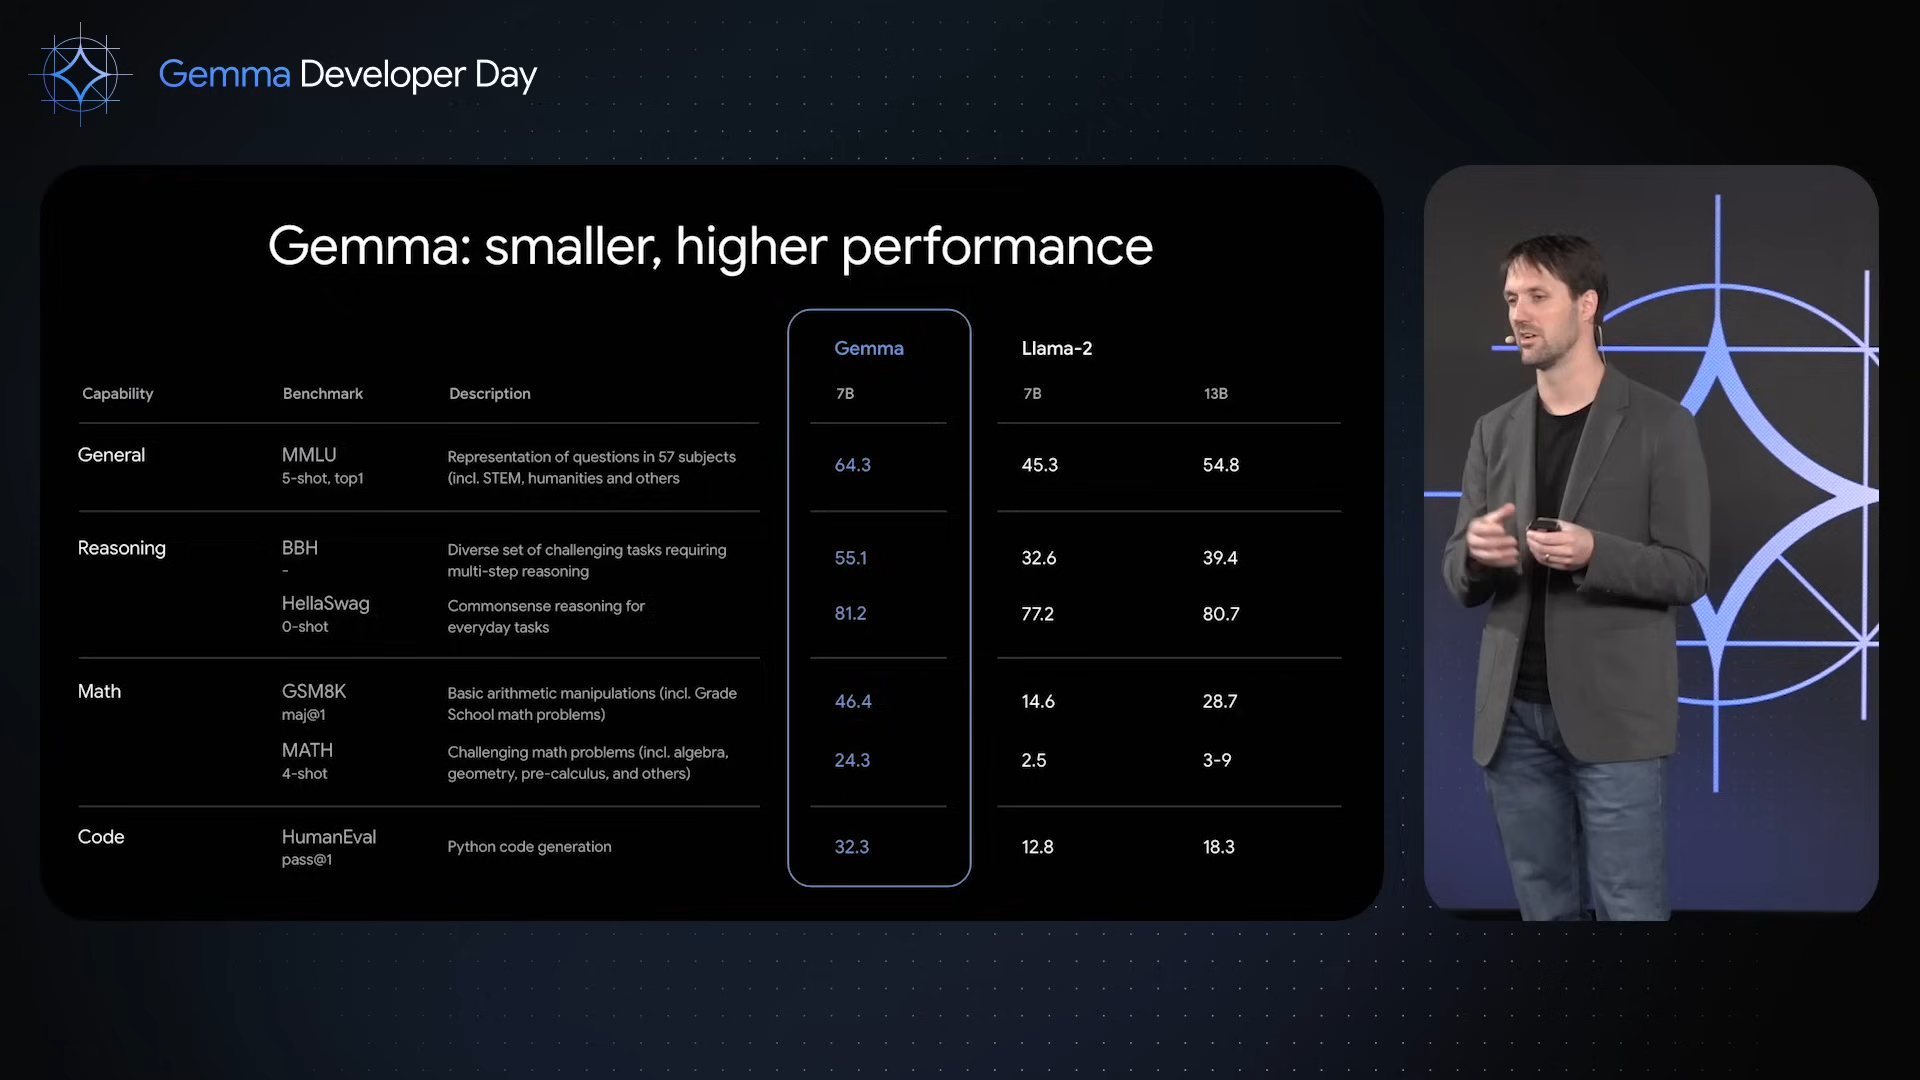 Gemma Developer Day
Gemma: smaller, higher performance
Gemma
Llama-2
Capability
Benchmark
Description
7B
7B
13B
General
MMLU
5-shot, top1
Representation of questions in 57 subjects
(incl. STEM, humanities and others
64.3
45.3
54.8
Reasoning
BBH
-
Diverse set of challenging tasks requiring
multi-step reasoning
55.1
32.6
39.4
HellaSwag
0-shot
Commonsense reasoning for
everyday tasks
81.2
77.2
80.7
Math
GSM8K
maj@1
Basic arithmetic manipulations (incl. Grade
School math problems)
46.4
14.6
28.7
MATH
4-shot
Challenging math problems (incl. algebra,
geometry, pre-calculus, and others)
24.3
2.5
3-9
Code
HumanEval
pass@1
Python code generation
32.3
12.8
18.3